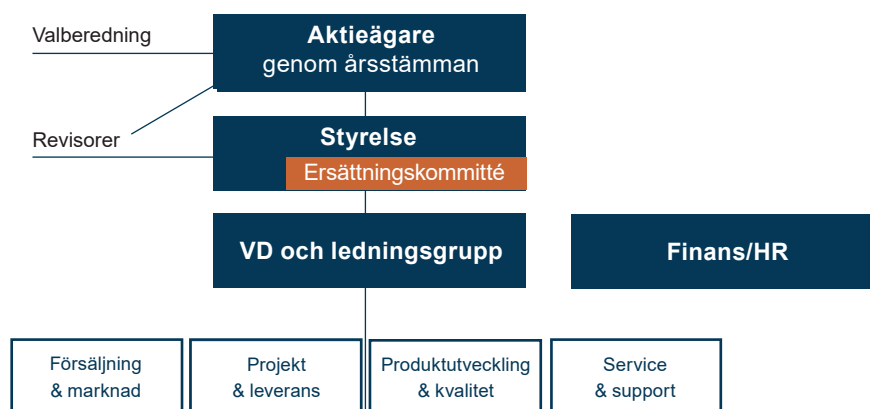 Valberedning
Aktieägare
genom årsstämman
Revisorer
Styrelse
Ersättningskommitté
VD och ledningsgrupp
Finans/HR
Försäljning
& marknad
Projekt
& leverans
Produktutveckling
& kvalitet
Service
& support